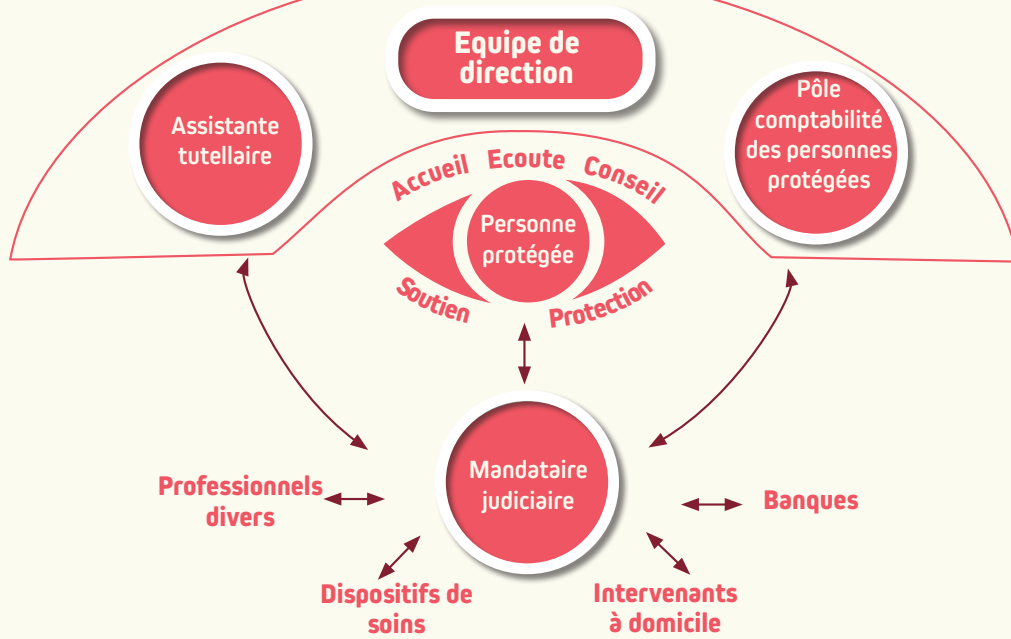 Equipe de
direction
Assistante
tutellaire
Pôle
comptabilité
des personnes
protégées
Accueil Ecoute Conseil
Personne
protégée
Soutien
Protection
Mandataire
judiciaire
Professionnels
divers
Banques
Dispositifs de
soins
Intervenants
à domicile